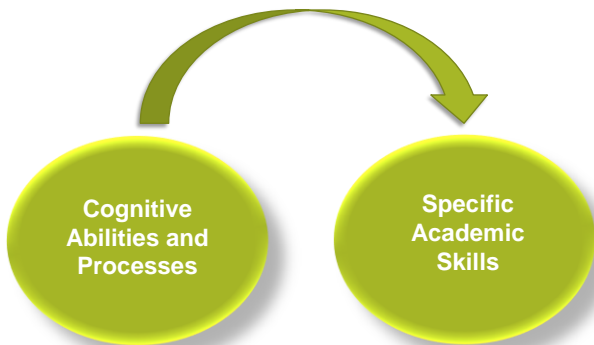 Cognitive
Abilities and
Processes
Specific
Academic
Skills